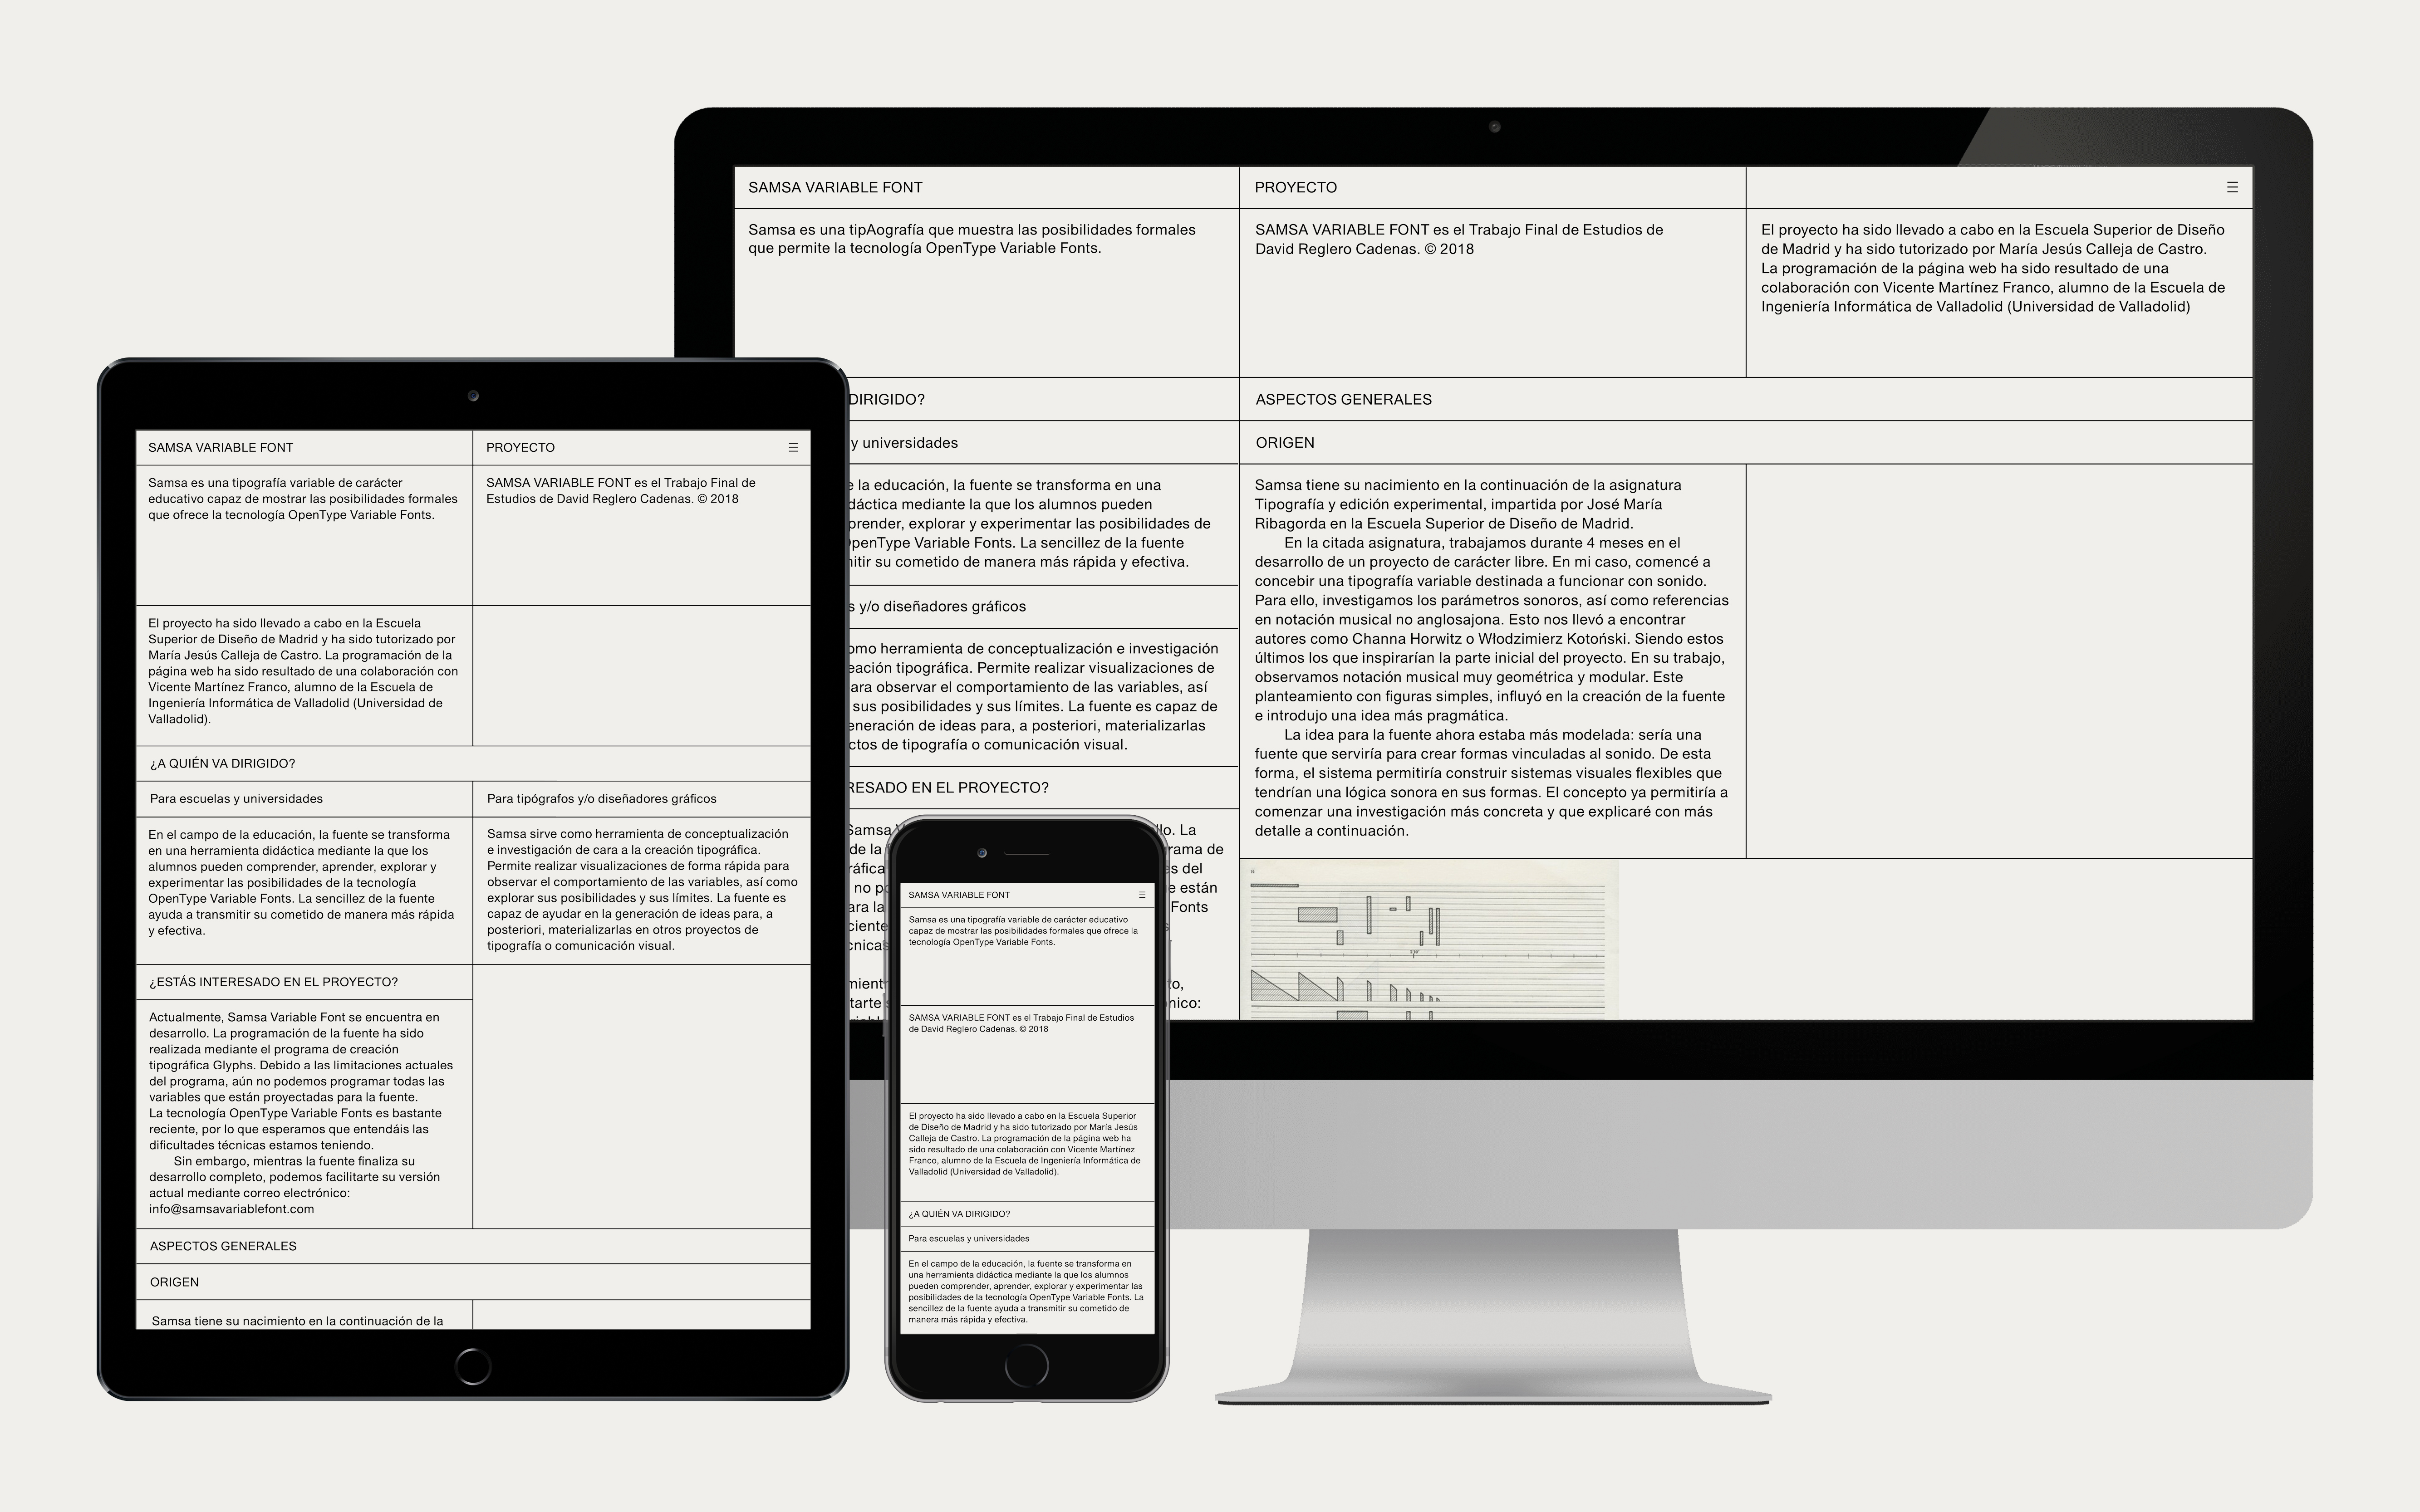 SAMSA VARIABLE FONT
PROYECTO
Samsa es una tipAografía que muestra las posibilidades formales
que permite la tecnología OpenType Variable Fonts.
SAMSA VARIABLE FONT es el Trabajo Final de Estudios de
David Reglero Cadenas. © 2018
El proyecto ha sido llevado a cabo en la Escuela Superior de Diseño
de Madrid y ha sido tutorizado por María Jesús Calleja de Castro.
La programación de la página web ha sido resultado de una
colaboración con Vicente Martínez Franco, alumno de la Escuela de
Ingeniería Informática de Valladolid (Universidad de Valladolid)
DIRIGIDO?
y universidades
la educación, la fuente se transforma en una
mediante la que los alumnos pueden
explorar y experimentar las posibilidades de
OpenType Variable Fonts. La sencillez de la fuente
su cometido de manera más rápida y efectiva.
y/o diseñadores gráficos
herramienta de conceptualización e investigación
tipográfica. Permite realizar visualizaciones de
observar el comportamiento de las variables, así
sus posibilidades y sus límites. La fuente es capaz de
de ideas para, a posteriori, materializarlas
de tipografía o comunicación visual.
EN EL PROYECTO?
Samsa
La
de la
de
del
no
están
la
Fonts
ASPECTOS GENERALES
ORIGEN
Samsa tiene su nacimiento en la continuación de la asignatura
Tipografía y edición experimental, impartida por José María
Ribagorda en la Escuela Superior de Diseño de Madrid.
En la citada asignatura, trabajamos durante 4 meses en el
desarrollo de un proyecto de carácter libre. En mi caso, comencé a
concebir una tipografía variable destinada a funcionar con sonido.
Para ello, investigamos los parámetros sonoros, así como referencias
en notación musical no anglosajona. Esto nos llevó a encontrar
autores como Channa Horwitz o Włodzimierz Kotoński. Siendo estos
últimos los que inspirarían la parte inicial del proyecto. En su trabajo,
observamos notación musical muy geométrica y modular. Este
planteamiento con figuras simples, influyó en la creación de la fuente
e introdujo una idea más pragmática.
La idea para la fuente ahora estaba más modelada: sería una
fuente que serviría para crear formas vinculadas al sonido. De esta
forma, el sistema permitiría construir sistemas visuales flexibles que
tendrían una lógica sonora en sus formas. El concepto ya permitiría a
comenzar una investigación más concreta y que explicaré con más
detalle a continuación.
SAMSA VARIABLE FONT
PROYECTO
Samsa es una tipografía variable de carácter
educativo capaz de mostrar las posibilidades formales
que ofrece la tecnología OpenType Variable Fonts.
SAMSA VARIABLE FONT es el Trabajo Final de
Estudios de David Reglero Cadenas. © 2018
El proyecto ha sido llevado a cabo en la Escuela
Superior de Diseño de Madrid y ha sido tutorizado por
María Jesús Calleja de Castro. La programación de la
página web ha sido resultado de una colaboración con
Vicente Martínez Franco, alumno de la Escuela de
Ingeniería Informática de Valladolid (Universidad de
Valladolid).
¿A QUIÉN VA DIRIGIDO?
Para escuelas y universidades
En el campo de la educación, la fuente se transforma
en una herramienta didáctica mediante la que los
alumnos pueden comprender, aprender, explorar y
experimentar las posibilidades de la tecnología
OpenType Variable Fonts. La sencillez de la fuente
ayuda a transmitir su cometido de manera más rápida
y efectiva.
Para tipógrafos y/o diseñadores gráficos
Samsa sirve como herramienta de conceptualización
e investigación de cara a la creación tipográfica.
Permite realizar visualizaciones de forma rápida para
observar el comportamiento de las variables, así como
explorar sus posibilidades y sus límites. La fuente es
capaz de ayudar en la generación de ideas para, a
posteriori, materializarlas en otros proyectos de
tipografía o comunicación visual.
¿ESTÁS INTERESADO EN EL PROYECTO?
Actualmente, Samsa Variable Font se encuentra en
desarrollo. La programación de la fuente ha sido
realizada mediante el programa de creación
tipográfica Glyphs. Debido a las limitaciones actuales
del programa, aún no podemos programar todas las
variables que están proyectadas para la fuente.
La tecnología OpenType Variable Fonts es bastante
reciente, por lo que esperamos que entendáis las
dificultades técnicas estamos teniendo.
Sin embargo, mientras la fuente finaliza su
desarrollo completo, podemos facilitarte su versión
actual mediante correo electrónico:
info@samsavariablefont.com
ASPECTOS GENERALES
ORIGEN
Samsa tiene su nacimiento en la continuación de la
SAMSA VARIABLE FONT
Samsa es una tipografía variable de carácter educativo
capaz de mostrar las posibilidades formales que ofrece la
tecnología OpenType Variable Fonts.
SAMSA VARIABLE FONT es el Trabajo Final de Estudios
de David Reglero Cadenas. © 2018
El proyecto ha sido llevado a cabo en la Escuela Superior
de Diseño de Madrid y ha sido tutorizado por María Jesús
Calleja de Castro. La programación de la página web ha
sido resultado de una colaboración con Vicente Martínez
Franco, alumno de la Escuela de Ingeniería Informática de
Valladolid (Universidad de Valladolid).
¿A QUIÉN VA DIRIGIDO?
Para escuelas y universidades
En el campo de la educación, la fuente se transforma en
una herramienta didáctica mediante la que los alumnos
pueden comprender, aprender, explorar y experimentar las
posibilidades de la tecnología OpenType Variable Fonts. La
sencillez de la fuente ayuda a transmitir su cometido de
manera más rápida y efectiva.